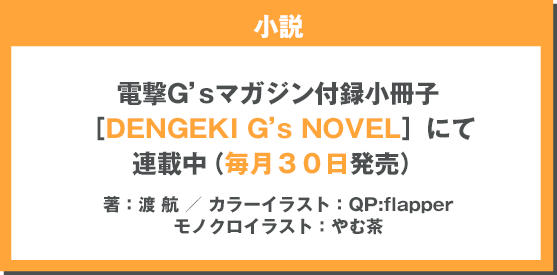 小説
電撃G’sマガジン付録小冊子
［DENGEKI G’s NOVEL］にて
連載中（毎月３０日発売）
著：渡 航 ／ カラーイラスト：QP:flapper
モノクロイラスト：やむ茶